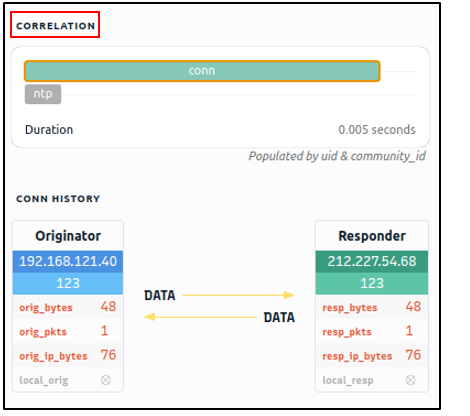 CORRELATION
conn
ntp
Duration 0.005 seconds
Populated by uid & community_id
CONN HISTORY
Originator Responder
192.168.121.40 212.227.54.68
123 123
DATA
DATA
orig_bytes 48 resp_bytes 48
orig_pkts 1 resp_pkts 1
orig_ip_bytes 76 resp_ip_bytes 76
local_orig local_resp